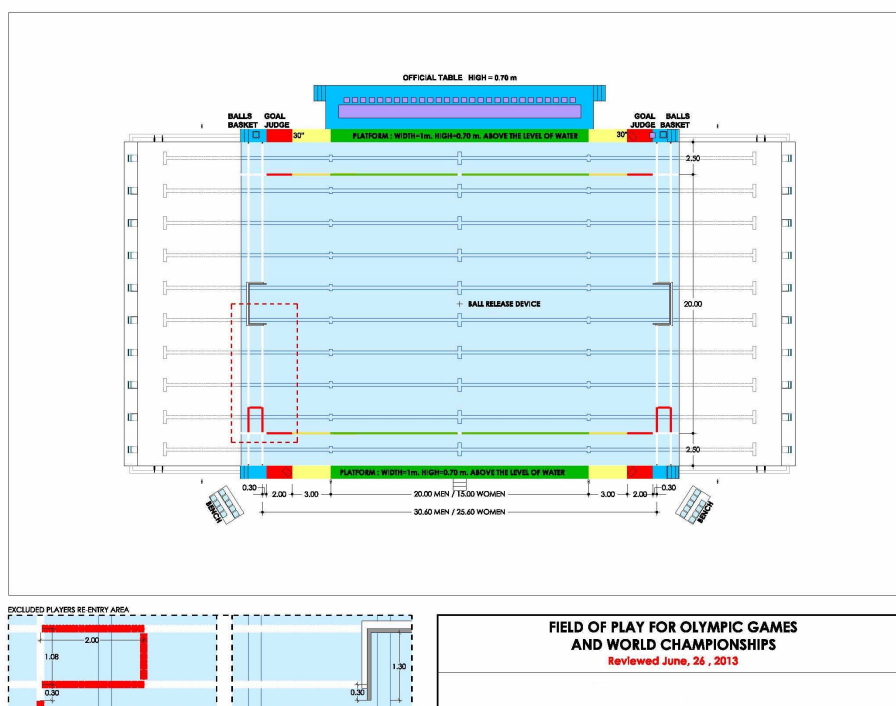 OFFICIAL TABLE HIGH = 0.70 m
BALLS
BASKET
GOAL
JUDGE
GOAL
JUDGE
BALLS
BASKET
30"
PLATFORM : WIDTH=1m. HIGH=0.70 m. ABOVE THE LEVEL OF WATER
30"
2.50
BALL RELEASE DEVICE
20.00
2.50
PLATFORM : WIDTH=1m. HIGH=0.70 m. ABOVE THE LEVEL OF WATER
0.30
2.00
3.00
20.00 MEN / 15.00 WOMEN
3.00
2.00
0.30
BENCH
30.60 MEN / 25.60 WOMEN
BENCH
EXCLUDED PLAYERS RE-ENTRY AREA
2.00
1.08
0.30
1.30
0.30
FIELD OF PLAY FOR OLYMPIC GAMES
AND WORLD CHAMPIONSHIPS
Reviewed June, 26 , 2013